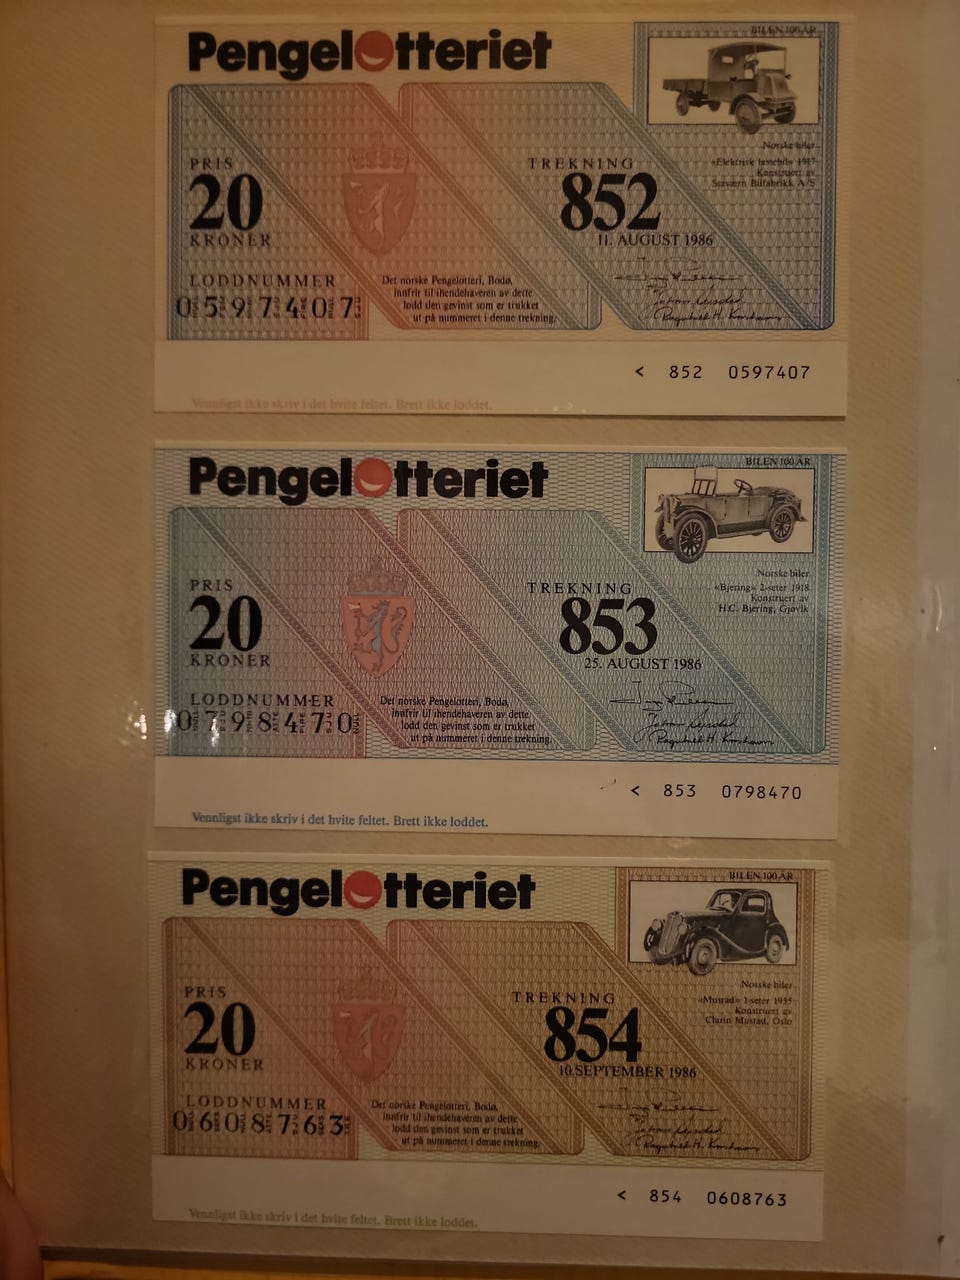 Pengelotteriet
BILEN 100 ÅR
Norske biler
«Elektrisk lastebil» 1917
Konstruert av
Stavern Bilfabrikk A/S
PRIS
20
KRONER
TREKNING
852
11. AUGUST 1986
LODDNUMMER
0597407
Det norske Pengelotteri, Bodø,
innfrir til ihendehaveren av dette
lodd den gevinst som er trukket
ut på nummeret i denne trekning.
< 852 0597407
Vennligst ikke skriv i det hvite feltet. Brett ikke loddet.
Pengelotteriet
BILEN 100 ÅR
Norske biler
«Bjering» 2-seter 1918
Konstruert av
H.C. Bjering, Gjøvik
PRIS
20
KRONER
TREKNING
853
25. AUGUST 1986
LODDNUMMER
0798470
Det norske Pengelotteri, Bodø,
innfrir til ihendehaveren av dette
lodd den gevinst som er trukket
ut på nummeret i denne trekning.
< 853 0798470
Vennligst ikke skriv i det hvite feltet. Brett ikke loddet.
Pengelotteriet
BILEN 100 ÅR
Norske biler
«Mustad» 1-seter 1935
Konstruert av
Clarin Mustad, Oslo
PRIS
20
KRONER
TREKNING
854
10. SEPTEMBER 1986
LODDNUMMER
0608763
Det norske Pengelotteri, Bodø,
innfrir til ihendehaveren av dette
lodd den gevinst som er trukket
ut på nummeret i denne trekning.
< 854 0608763
Vennligst ikke skriv i det hvite feltet. Brett ikke loddet.